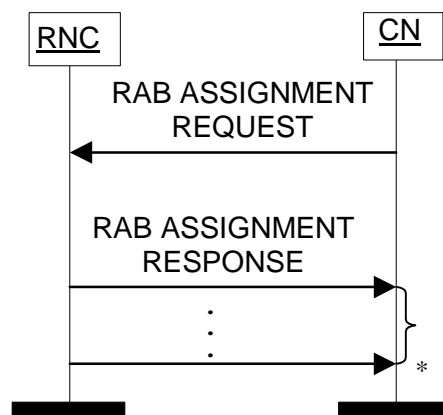 RNC
CN
RAB ASSIGNMENT
REQUEST
RAB ASSIGNMENT
RESPONSE
*